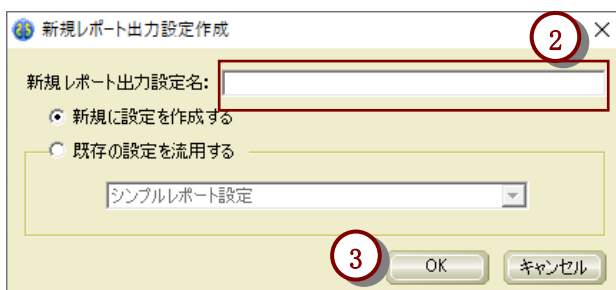 新規レポート出力設定作成
2
新規レポート出力設定名:
新規に設定を作成する
既存の設定を流用する
シンプルレポート設定
3
OK キャンセル